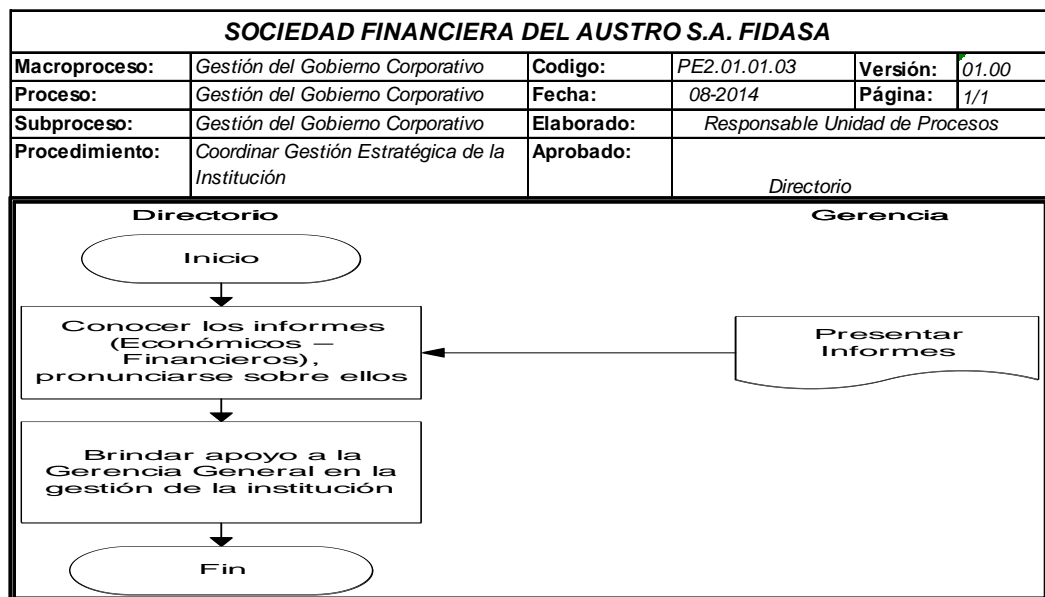 SOCIEDAD FINANCIERA DEL AUSTRO S.A. FIDASA
Macroproceso: Gestión del Gobierno Corporativo Codigo: PE2.01.01.03 Versión: 01.00
Proceso: Gestión del Gobierno Corporativo Fecha: 08-2014 Página: 1/1
Subproceso: Gestión del Gobierno Corporativo Elaborado: Responsable Unidad de Procesos
Procedimiento: Coordinar Gestión Estratégica de la Aprobado:
Institución Directorio
Directorio Gerencia
Inicio
Conocer los informes
(Económicos –
Financieros),
pronunciarse sobre ellos
Presentar
Informes
Brindar apoyo a la
Gerencia General en la
gestión de la institución
Fin